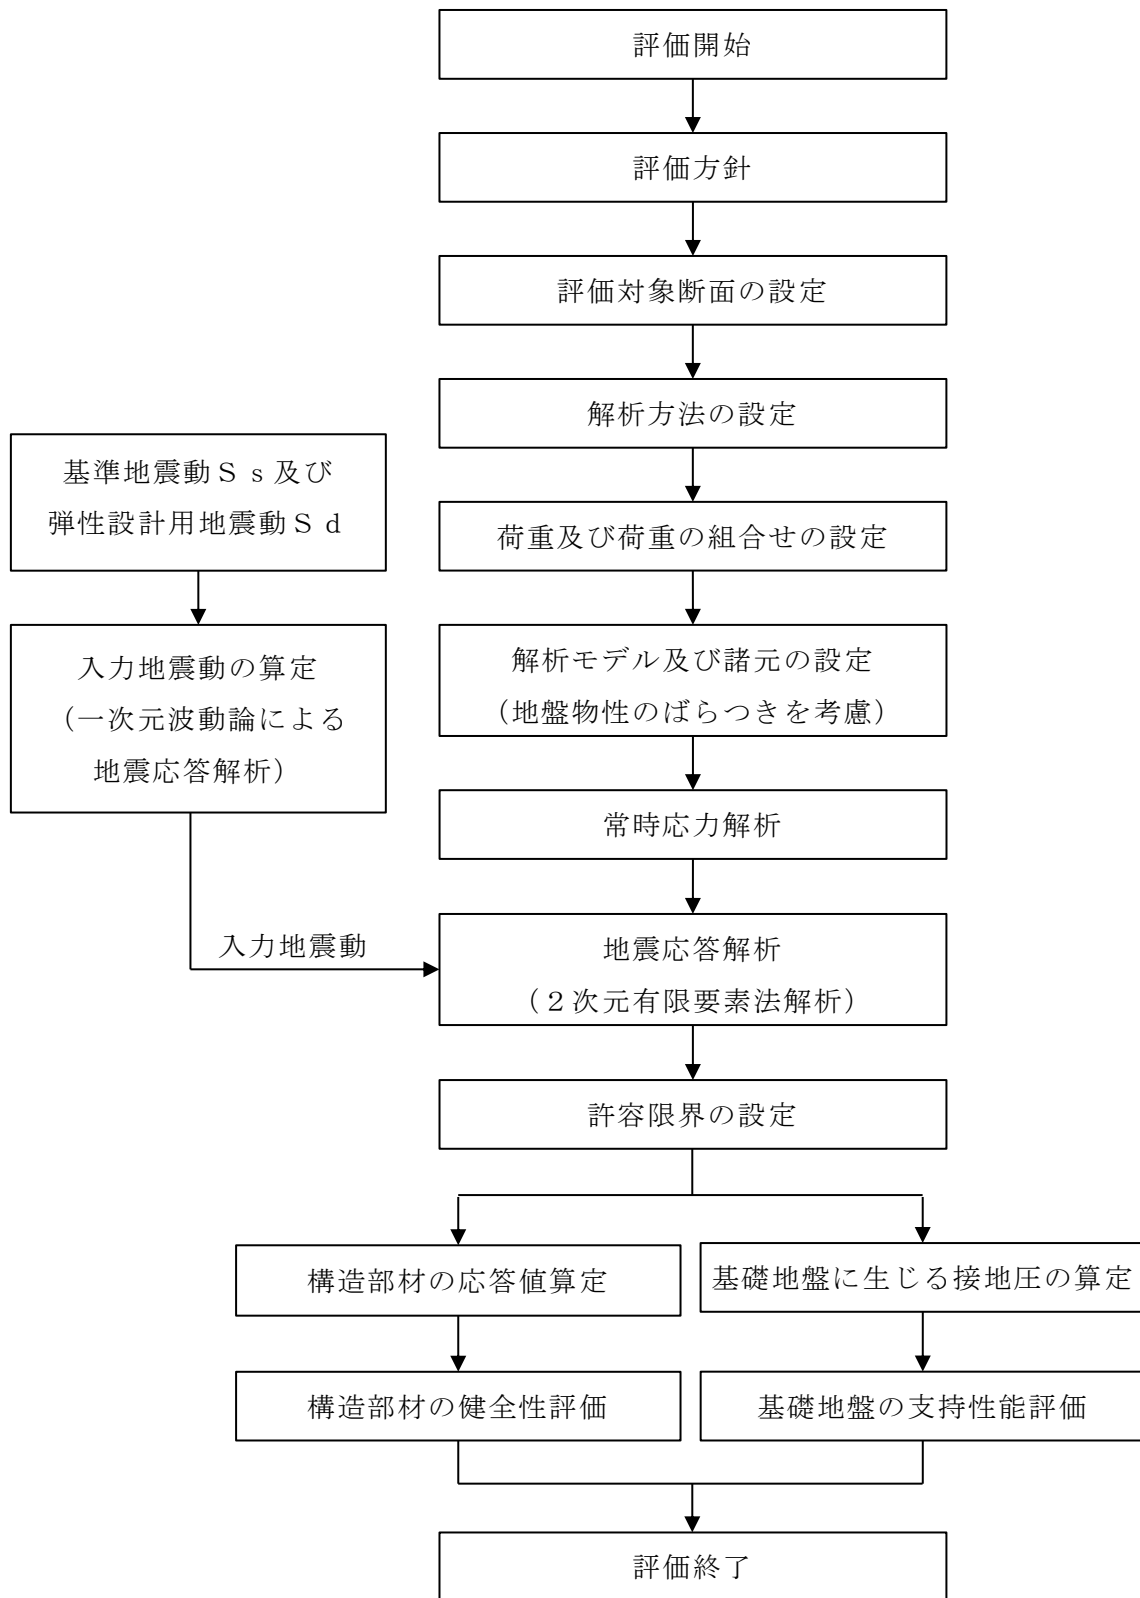 評価開始
評価方針
評価対象断面の設定
解析方法の設定
基準地震動Ｓｓ及び
弾性設計用地震動Ｓｄ
荷重及び荷重の組合せの設定
入力地震動の算定
（一次元波動論による
地震応答解析）
解析モデル及び諸元の設定
（地盤物性のばらつきを考慮）
常時応力解析
入力地震動
地震応答解析
（２次元有限要素法解析）
許容限界の設定
構造部材の応答値算定
基礎地盤に生じる接地圧の算定
構造部材の健全性評価
基礎地盤の支持性能評価
評価終了